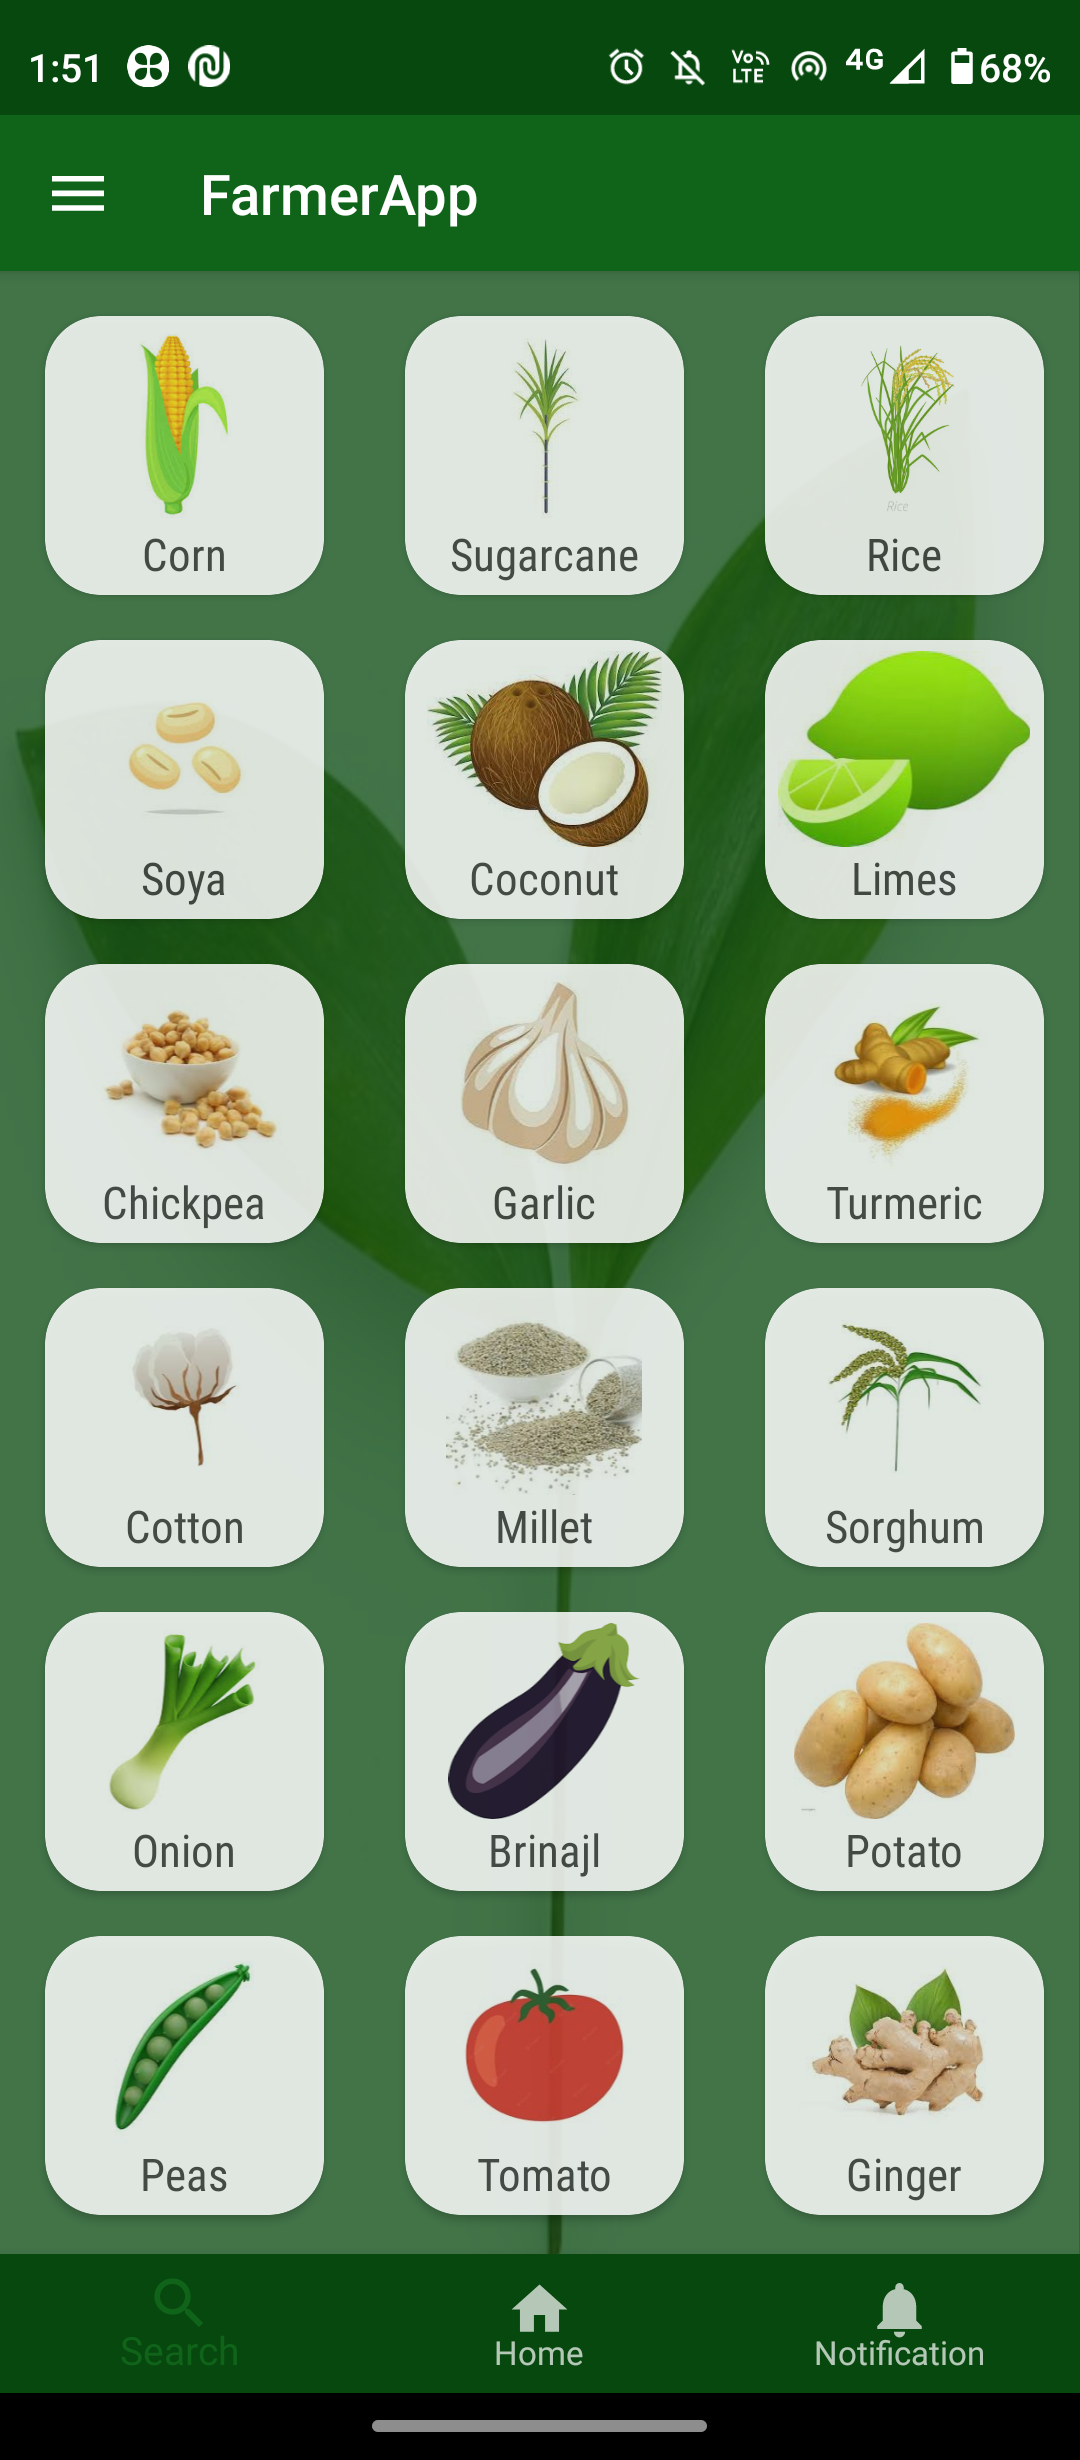 1:51 Vo LTE 4G 68%
FarmerApp
Corn Sugarcane Rice
Rice
Soya Coconut Limes
Chickpea Garlic Turmeric
Cotton Millet Sorghum
Onion Brinajl Potato
Peas Tomato Ginger
Search Home Notification